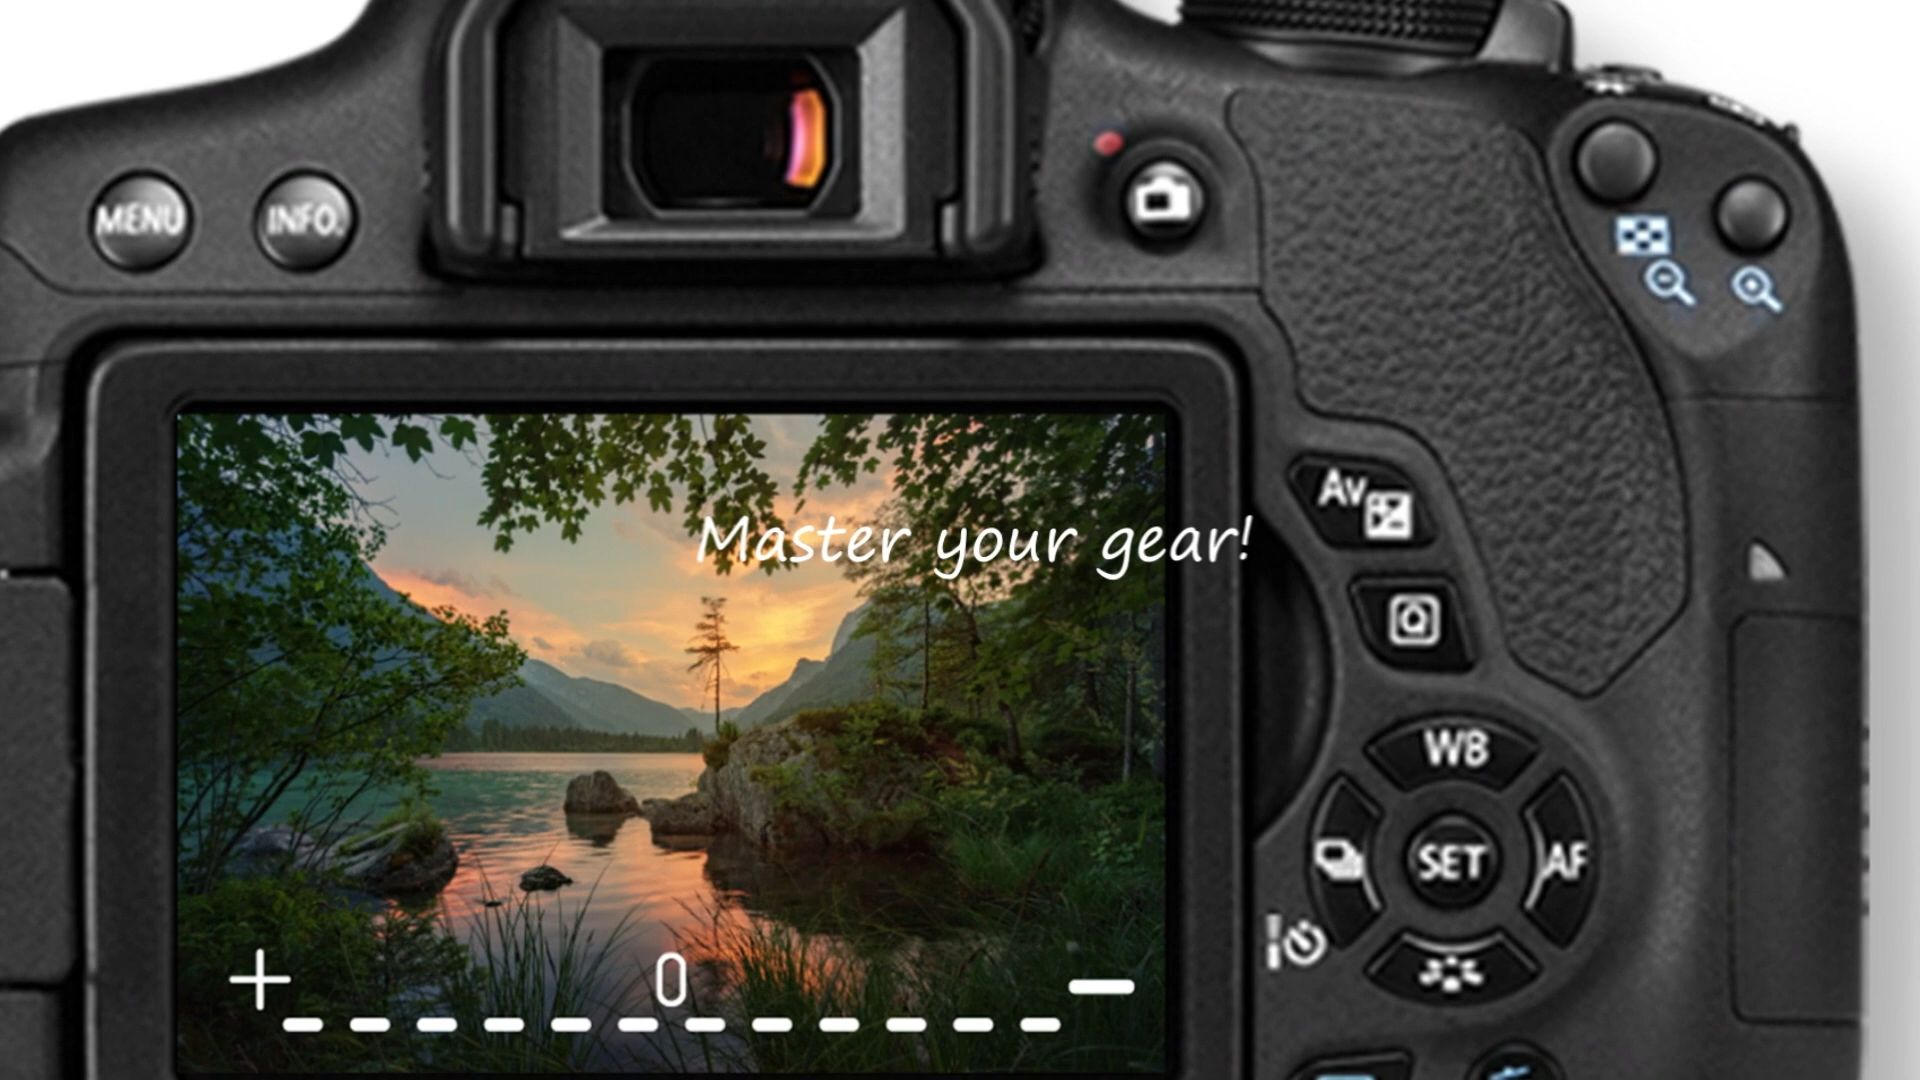 MENU
INFO.
Master your gear!
Av
Q
WB
SET
AF
+ 0 −